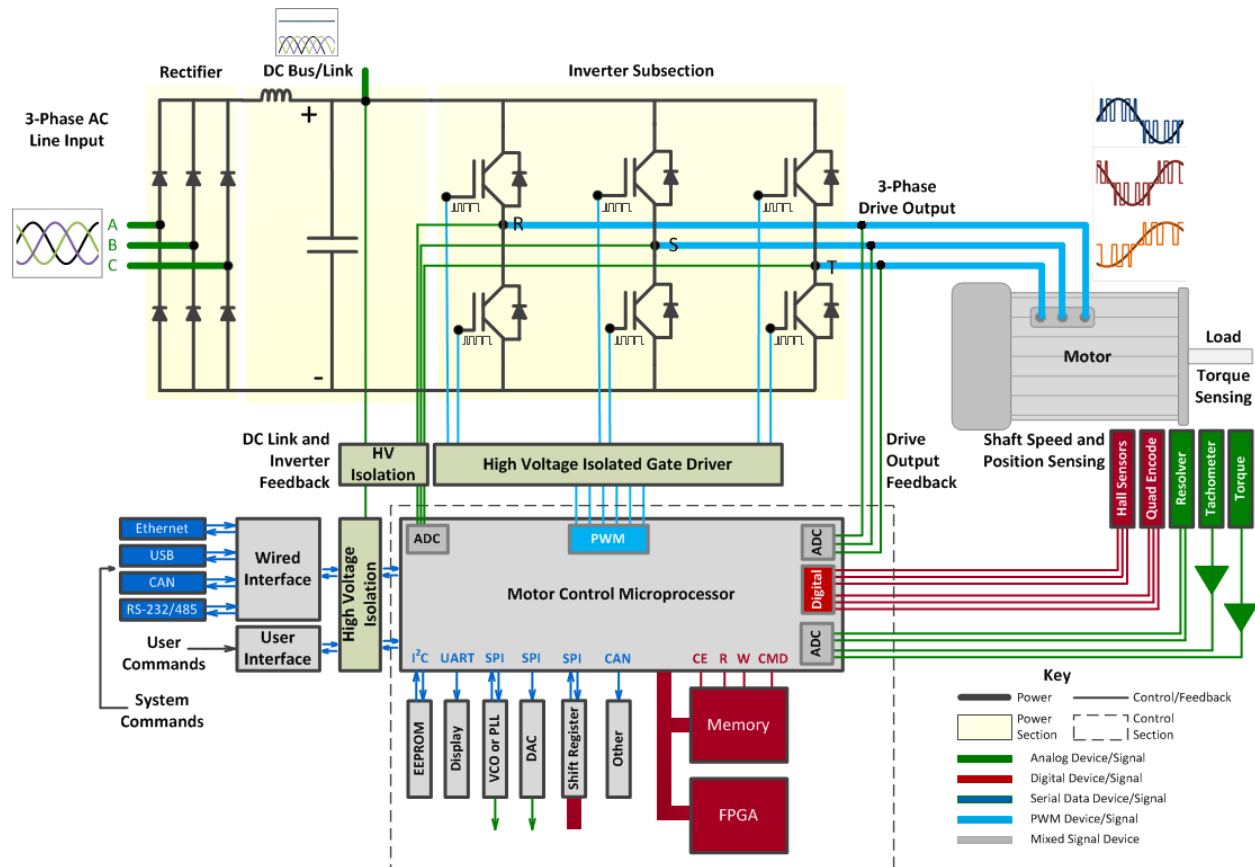 Rectifier
DC Bus/Link
Inverter Subsection
3-Phase AC
Line Input
+
-
A
B
C
R
S
T
3-Phase
Drive Output
Motor
Load
Torque
Sensing
DC Link and
Inverter
Feedback
HV
Isolation
High Voltage Isolated Gate Driver
Drive
Output
Feedback
Shaft Speed and
Position Sensing
Hall Sensors
Quad Encode
Resolver
Tachometer
Torque
Ethernet
USB
CAN
RS-232/485
Wired
Interface
User
Interface
High Voltage
Isolation
User
Commands
System
Commands
ADC
PWM
ADC
Digital
ADC
Motor Control Microprocessor
I²C
UART
SPI
SPI
SPI
CAN
CE
R
W
CMD
EEPROM
Display
VCO or PLL
DAC
Shift Register
Other
Memory
FPGA
Key
Power
Control/Feedback
Power
Section
Control
Section
Analog Device/Signal
Digital Device/Signal
Serial Data Device/Signal
PWM Device/Signal
Mixed Signal Device